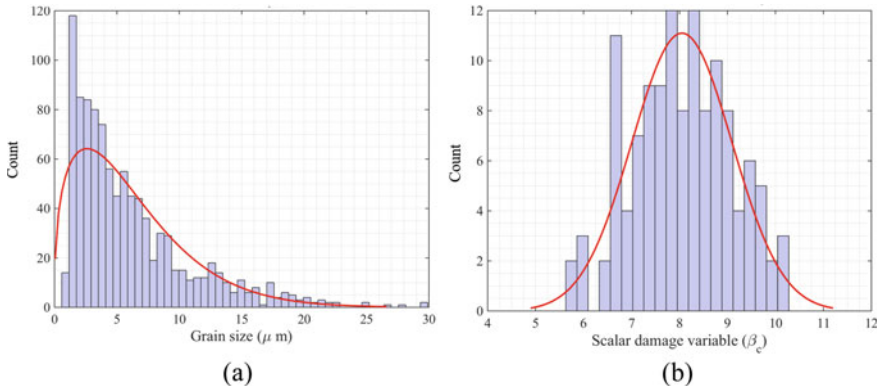 120
100
80
60
40
20
0
Count
0 5 10 15 20 25 30
Grain size (μ m)
(a)
12
10
8
6
4
2
0
Count
4 5 6 7 8 9 10 11 12
Scalar damage variable (βc)
(b)